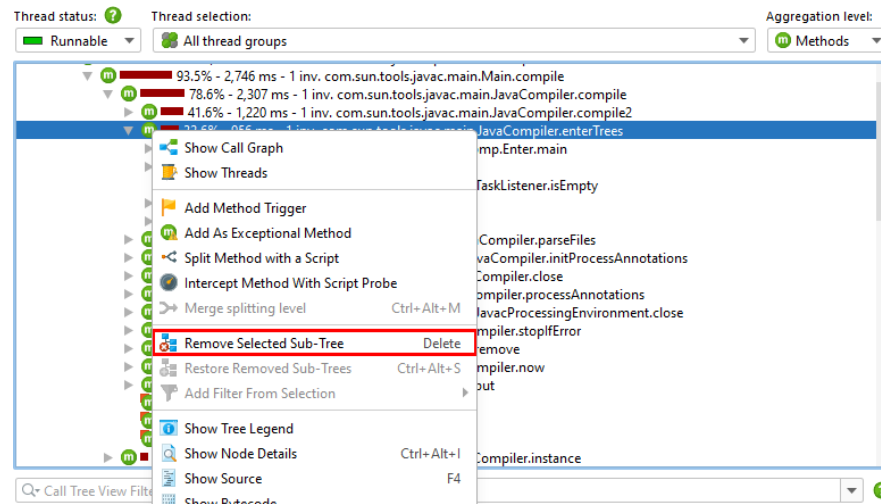 Thread status: Thread selection: Aggregation level:
Runnable All thread groups Methods
93.5% - 2,746 ms - 1 inv. com.sun.tools.javac.main.Main.compile
78.6% - 2,307 ms - 1 inv. com.sun.tools.javac.main.JavaCompiler.compile
41.6% - 1,220 ms - 1 inv. com.sun.tools.javac.main.JavaCompiler.compile2
JavaCompiler.enterTrees
Show Call Graph mp.Enter.main
Show Threads
TaskListener.isEmpty
Add Method Trigger
Add As Exceptional Method Compiler.parseFiles
Split Method with a Script vaCompiler.initProcessAnnotations
Compiler.close
Intercept Method With Script Probe
ompiler.processAnnotations
Merge splitting level Ctrl+Alt+M JavacProcessingEnvironment.close
mpiler.stopIfError
Remove Selected Sub-Tree Delete
remove
Restore Removed Sub-Trees Ctrl+Alt+S mpiler.now
put
Add Filter From Selection
Show Tree Legend
Show Node Details Ctrl+Alt+I Compiler.instance
Show Source F4
Call Tree View Filte
Show Bytecode